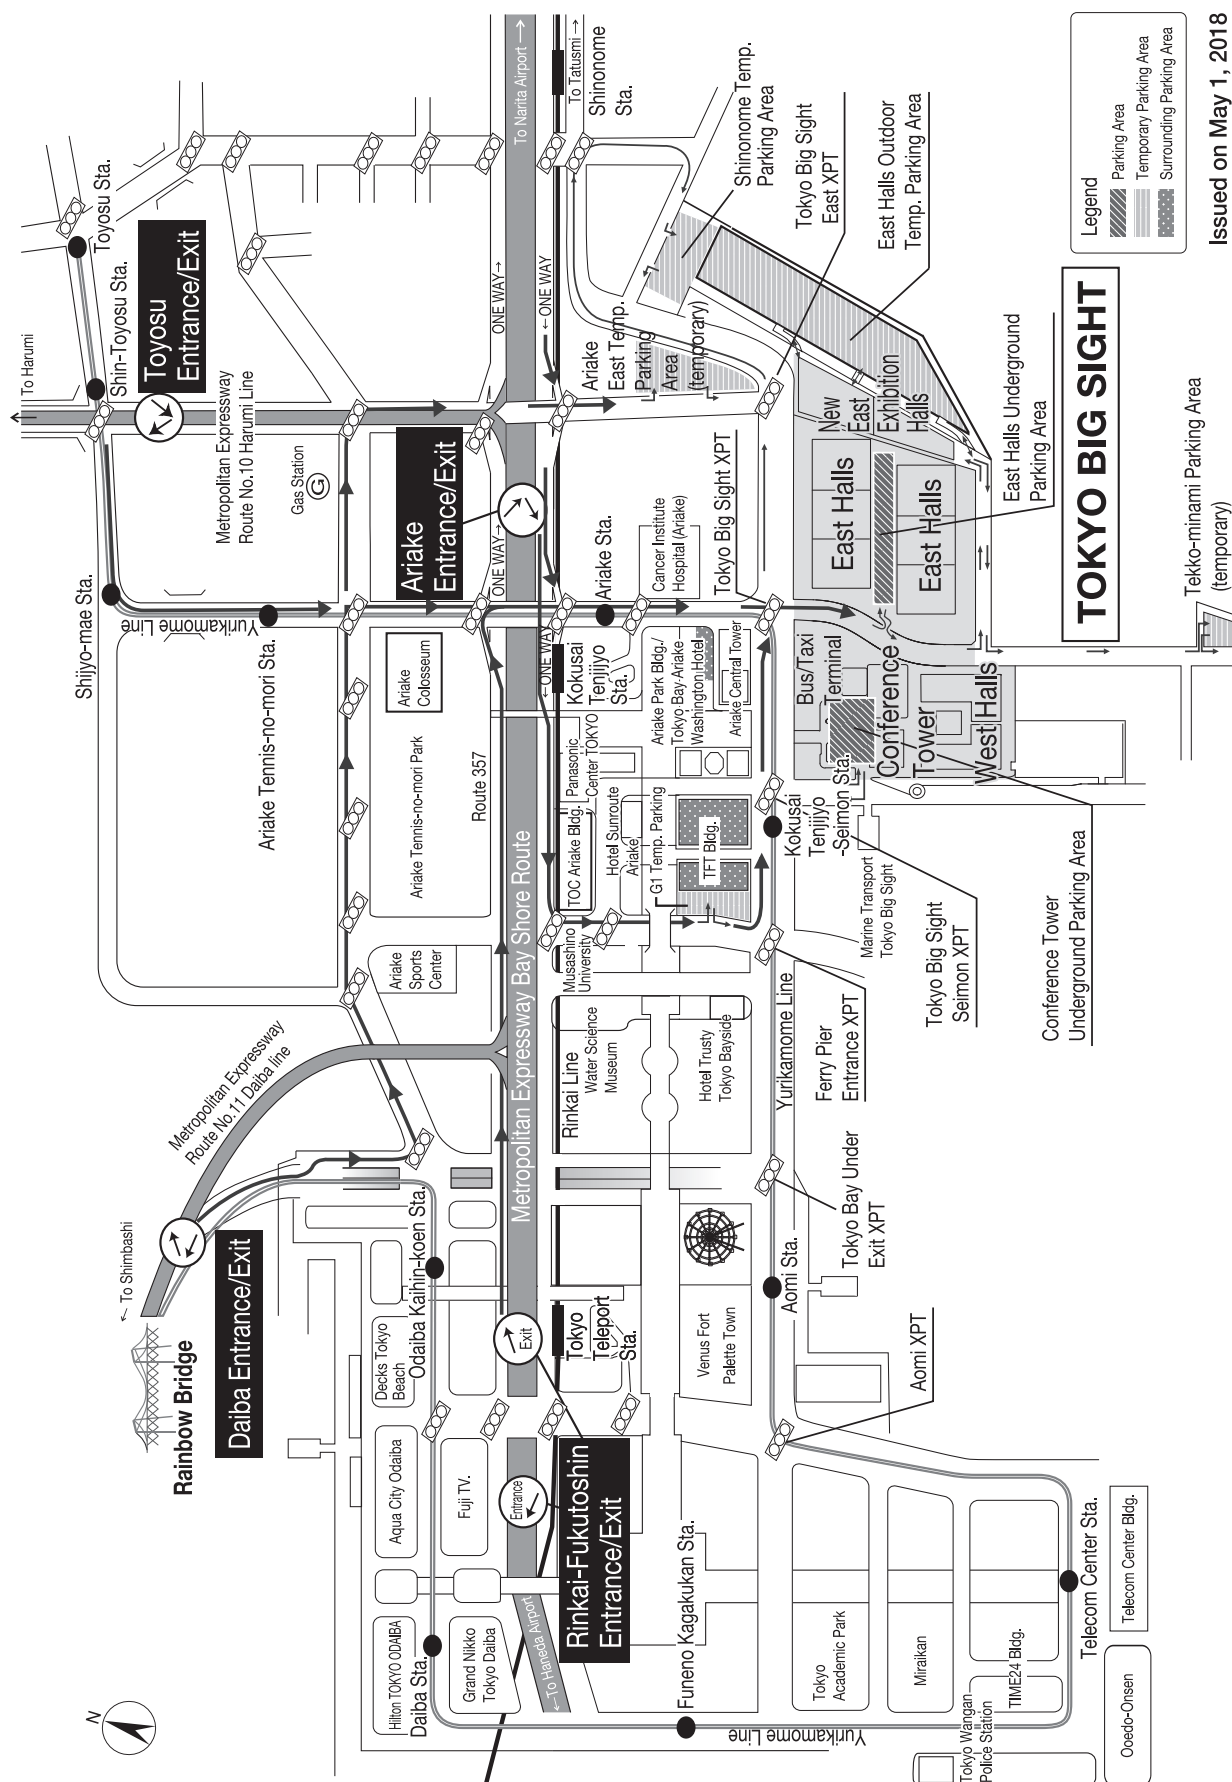 N
Rainbow Bridge
← To Shimbashi
Daiba Entrance/Exit
Metropolitan Expressway
Route No.11 Daiba line
Hilton TOKYO ODAIBA
Daiba Sta.
Grand Nikko
Tokyo Daiba
← To Haneda Airport
Aqua City Odaiba
Fuji TV.
Decks Tokyo
Beach
Odaiba Kaihin-koen Sta.
Entrance
Exit
Rinkai-Fukutoshin
Entrance/Exit
Tokyo
Teleport
Sta.
Funeno Kagakukan Sta.
Yurikamome Line
Tokyo
Academic Park
Miraikan
TIME24 Bldg.
Tokyo Wangan
Police Station
Ooedo-Onsen
Telecom Center Bldg.
Telecom Center Sta.
Aomi XPT
Venus Fort
Palette Town
Aomi Sta.
Tokyo Bay Under
Exit XPT
Metropolitan Expressway Bay Shore Route
Rinkai Line
Water Science
Museum
Hotel Trusty
Tokyo Bayside
Yurikamome Line
Ferry Pier
Entrance XPT
Ariake
Sports
Center
Musashino
University
Ariake Tennis-no-mori Park
Route 357
Ariake
Colosseum
TOC Ariake Bldg.
Panasonic
Center TOKYO
Hotel Sunroute
Ariake
G1 Temp. Parking
TFT Bldg.
Kokusai
Tenjijyo
Sta.
Ariake Park Bldg./
Tokyo Bay Ariake
Washington Hotel
Ariake Central Tower
Kokusai
Tenjijyo
-Seimon Sta.
Marine Transport
Tokyo Big Sight
Tokyo Big Sight
Seimon XPT
Conference Tower
Underground Parking Area
Shijyo-mae Sta.
Yurikamome Line
Ariake Tennis-no-mori Sta.
Ariake
Entrance/Exit
ONE WAY→
←ONE WAY
Ariake Sta.
Cancer Institute
Hospital (Ariake)
Tokyo Big Sight XPT
Bus/Taxi
Terminal
Conference
Tower
West Halls
East Halls
East Halls
New
East
Exhibition
Halls
East Halls Underground
Parking Area
TOKYO BIG SIGHT
Tekko-minami Parking Area
(temporary)
To Harumi
Shin-Toyosu Sta.
Toyosu Sta.
Toyosu
Entrance/Exit
Metropolitan Expressway
Route No.10 Harumi Line
Gas Station
G
ONE WAY→
← ONE WAY
To Narita Airport →
To Tatusmi →
Shinonome
Sta.
Ariake
East Temp.
Parking
Area
(temporary)
Shinonome Temp.
Parking Area
Tokyo Big Sight
East XPT
East Halls Outdoor
Temp. Parking Area
Legend
Parking Area
Temporary Parking Area
Surrounding Parking Area
Issued on May 1, 2018